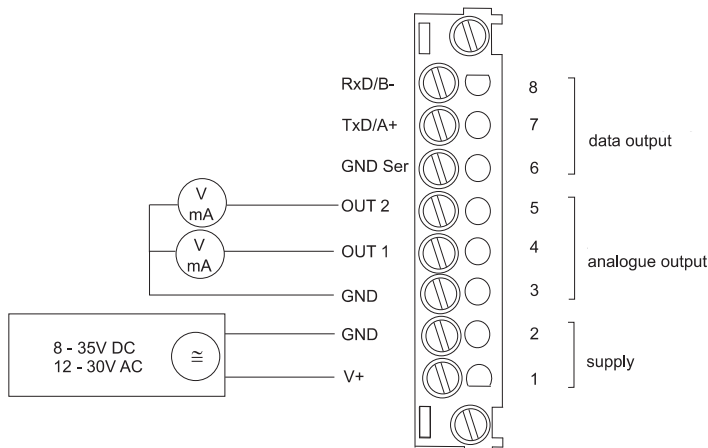 RxD/B-
8
TxD/A+
7
data output
GND Ser
6
V
mA
OUT 2
5
V
mA
OUT 1
4
analogue output
GND
3
GND
2
8 - 35V DC
12 - 30V AC
≅
supply
V+
1